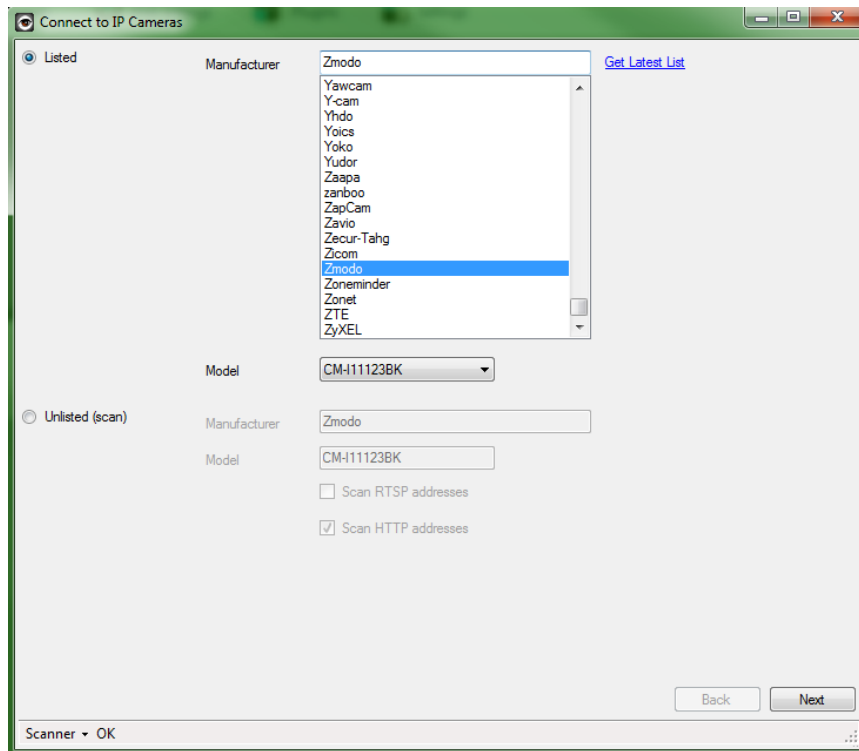 Connect to IP Cameras
Listed
Manufacturer
Zmodo
Get Latest List
Yawcam
Y-cam
Yhdo
Yoics
Yoko
Yudor
Zaapa
zanboo
ZapCam
Zavio
Zecur-Tahg
Zicom
Zmodo
Zoneminder
Zonet
ZTE
ZyXEL
Model
CM-I11123BK
Unlisted (scan)
Manufacturer
Zmodo
Model
CM-I11123BK
Scan RTSP addresses
Scan HTTP addresses
Back
Next
Scanner
OK